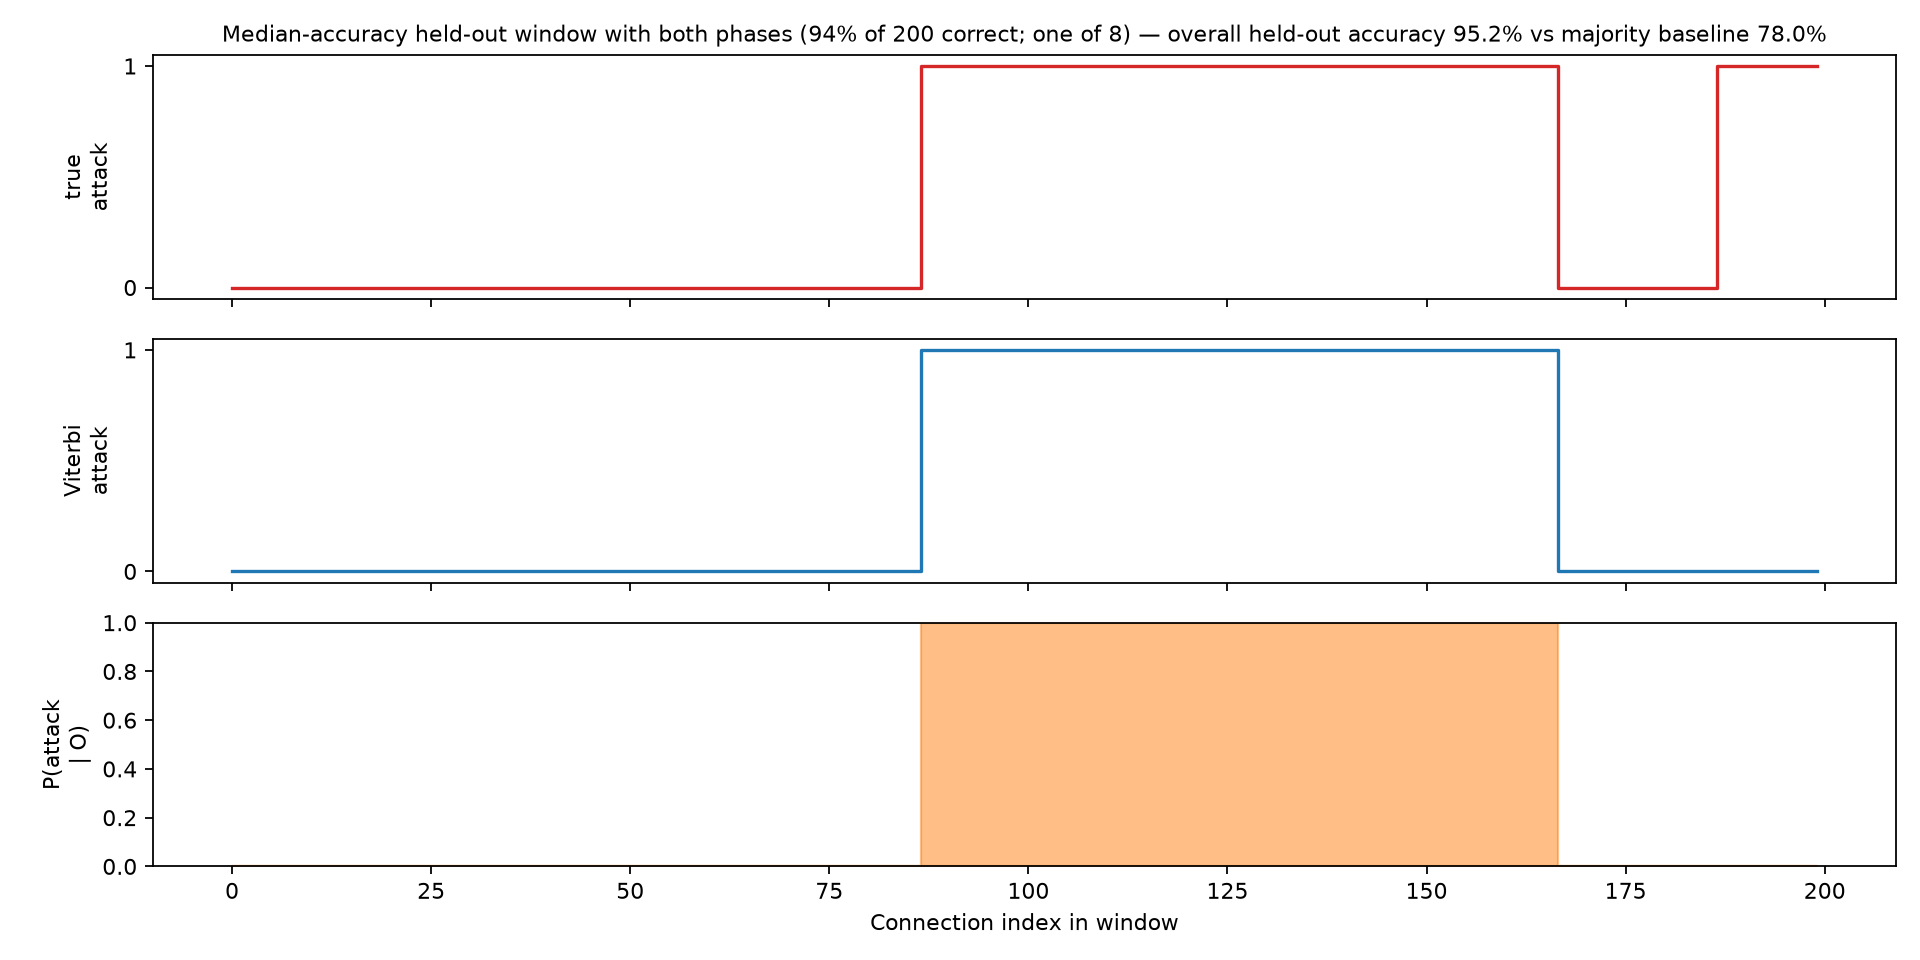 Median-accuracy held-out window with both phases (94% of 200 correct; one of 8) — overall held-out accuracy 95.2% vs majority baseline 78.0%
1
0
true
attack
1
0
Viterbi
attack
1.0
0.8
0.6
0.4
0.2
0.0
P(attack
| O)
0 25 50 75 100 125 150 175 200
Connection index in window